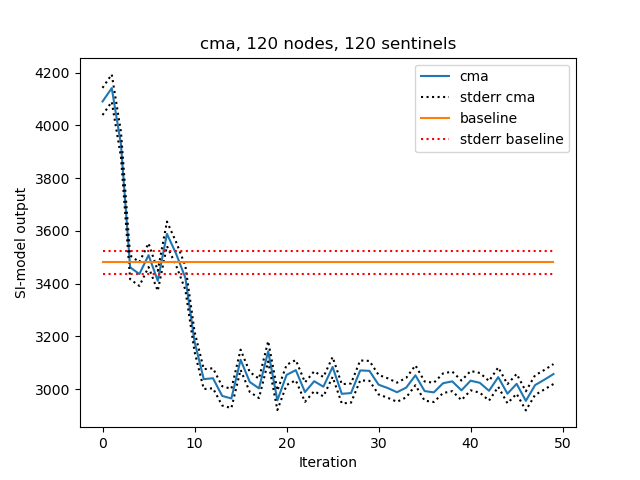 cma, 120 nodes, 120 sentinels
4200
4000
3800
3600
3400
3200
3000
SI-model output
cma
stderr cma
baseline
stderr baseline
0
10
20
30
40
50
Iteration